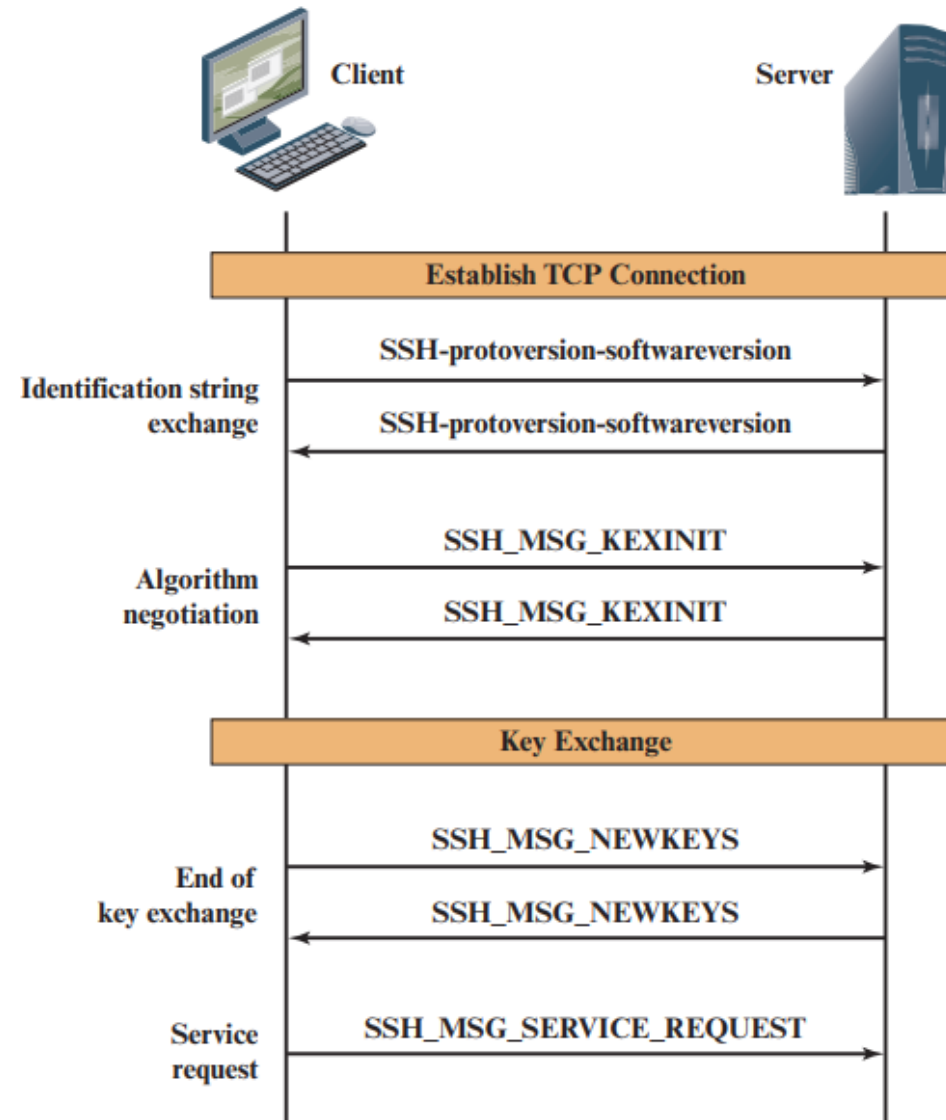 Client
Server
Establish TCP Connection
SSH-protoversion-softwareversion
Identification string
exchange
SSH-protoversion-softwareversion
SSH_MSG_KEXINIT
Algorithm
negotiation
SSH_MSG_KEXINIT
Key Exchange
SSH_MSG_NEWKEYS
End of
key exchange
SSH_MSG_NEWKEYS
SSH_MSG_SERVICE_REQUEST
Service
request